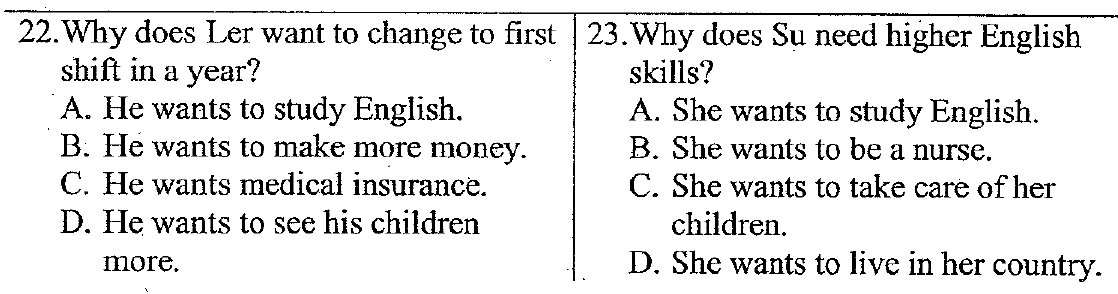 22. Why does Ler want to change to first
shift in a year?
A. He wants to study English.
B. He wants to make more money.
C. He wants medical insurance.
D. He wants to see his children
more.
23. Why does Su need higher English
skills?
A. She wants to study English.
B. She wants to be a nurse.
C. She wants to take care of her
children.
D. She wants to live in her country.